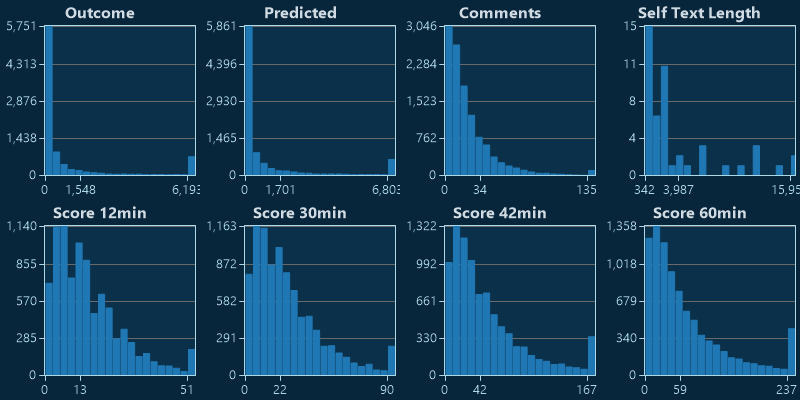 Outcome
5,751
4,313
2,876
1,438
0
0 1,548 6,193
Predicted
5,861
4,396
2,930
1,465
0
0 1,701 6,803
Comments
3,046
2,284
1,523
762
0
0 34 135
Self Text Length
15
11
8
4
0
342 3,987 15,95
Score 12min
1,140
855
570
285
0
0 13 51
Score 30min
1,163
872
582
291
0
0 22 90
Score 42min
1,322
992
661
330
0
0 42 167
Score 60min
1,358
1,018
679
340
0
0 59 237